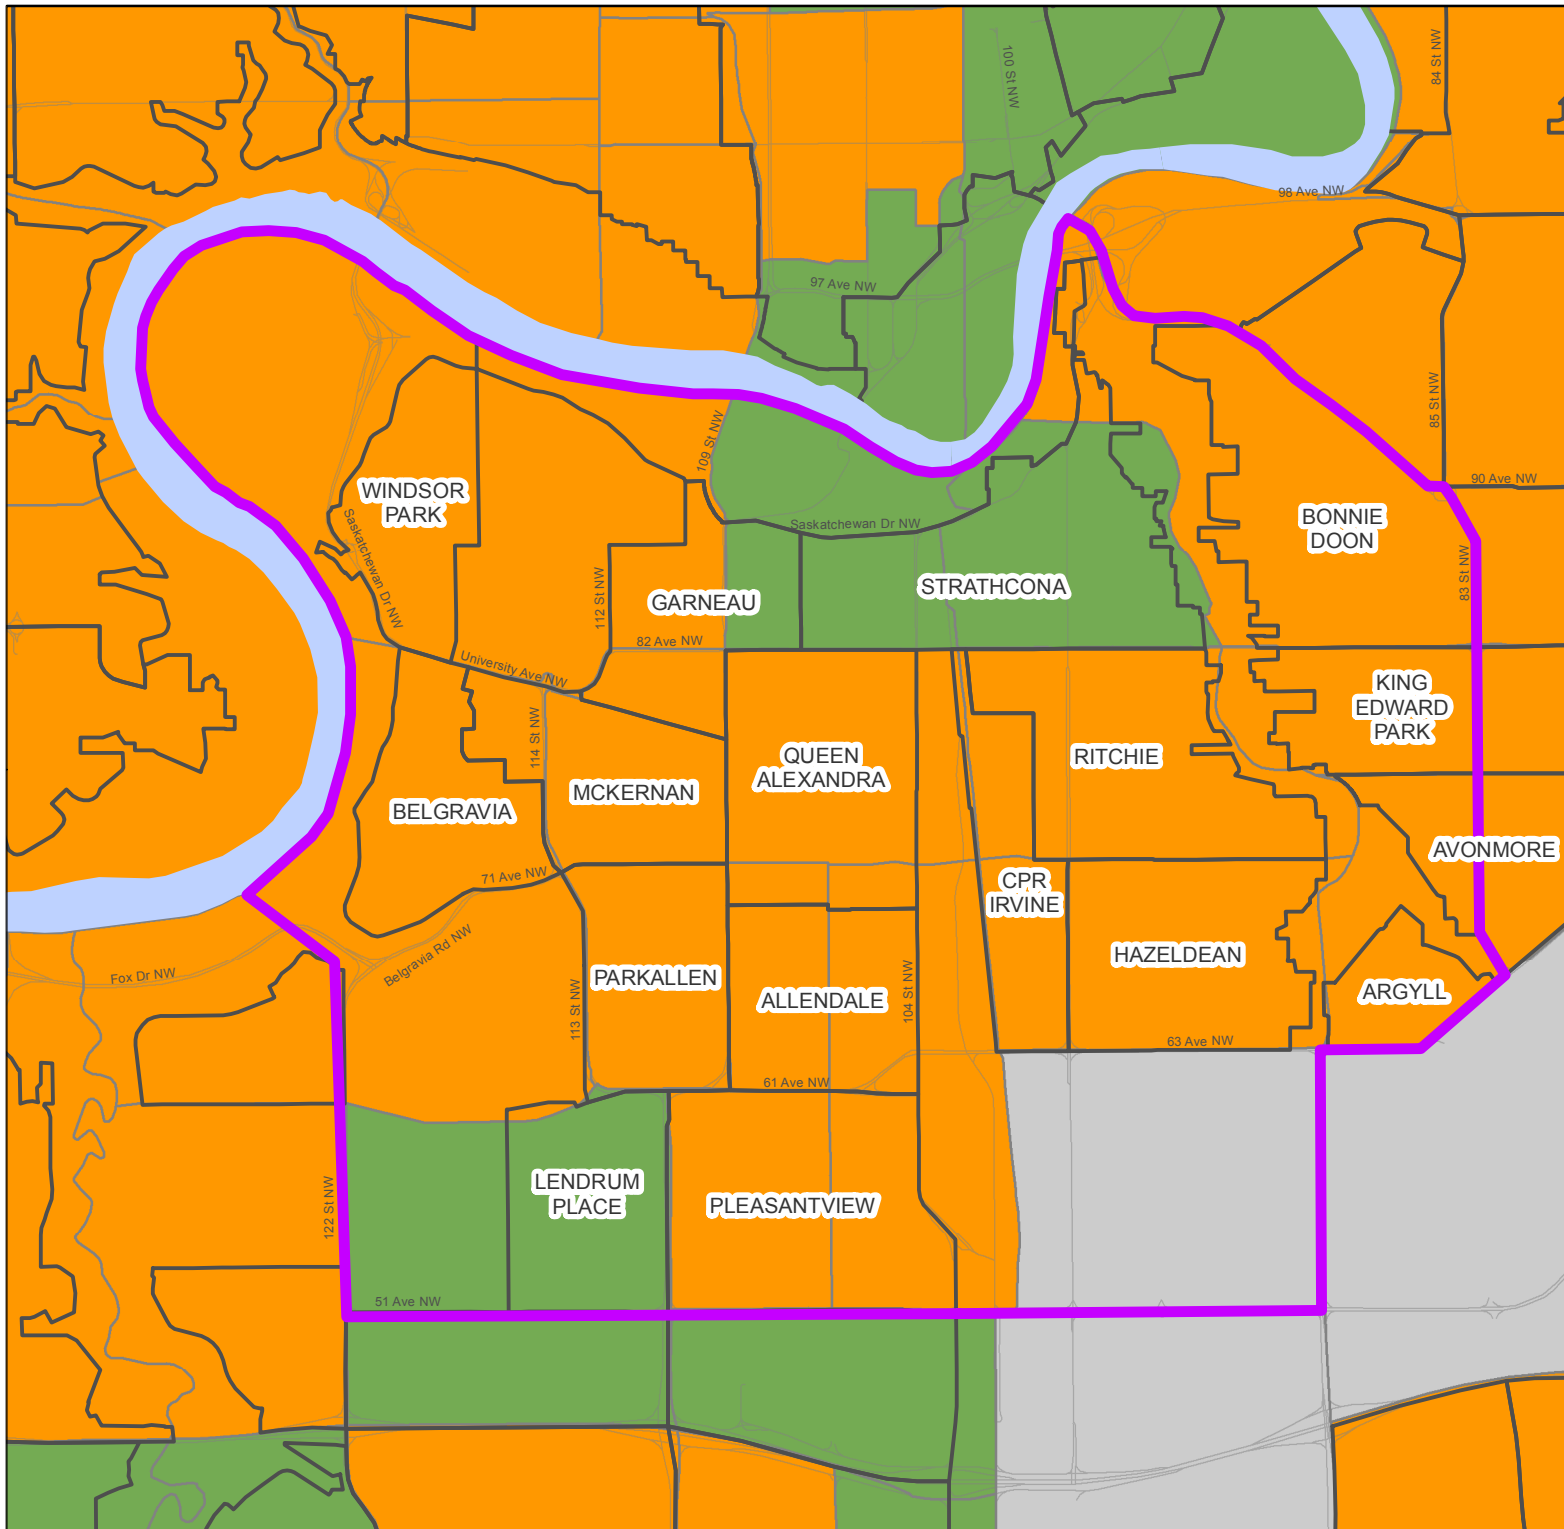 100 St NW
84 St NW
98 Ave NW
97 Ave NW
85 St NW
109 St NW
90 Ave NW
WINDSOR
PARK
Saskatchewan Dr NW
Saskatchewan Dr NW
BONNIE
DOON
83 St NW
112 St NW
GARNEAU
STRATHCONA
82 Ave NW
University Ave NW
KING
EDWARD
PARK
114 St NW
QUEEN
ALEXANDRA
RITCHIE
MCKERNAN
BELGRAVIA
AVONMORE
71 Ave NW
CPR
IRVINE
Belgravia Rd NW
HAZELDEAN
Fox Dr NW
PARKALLEN
ALLENDALE
104 St NW
ARGYLL
113 St NW
63 Ave NW
61 Ave NW
LENDRUM
PLACE
PLEASANTVIEW
122 St NW
51 Ave NW